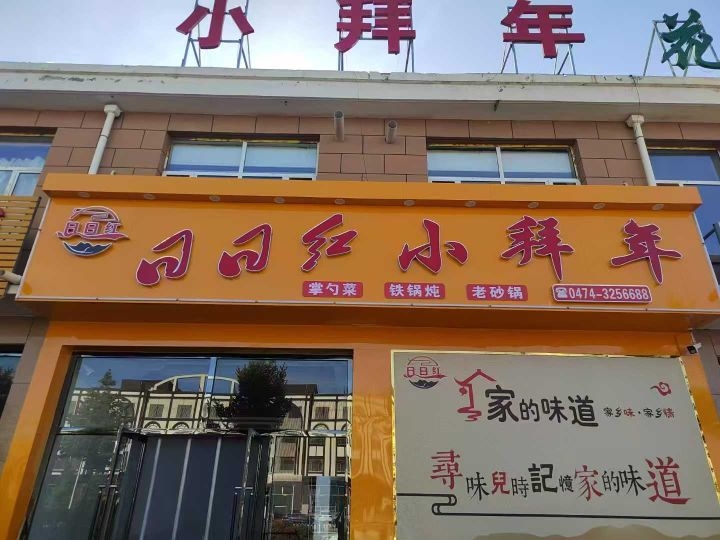 小拜年 花
日日红
日日红小拜年
掌勺菜 铁锅炖 老砂锅 ☎0474-3256688
日日红
家的味道 家乡味·家乡情
尋味兒時記憶家的味道